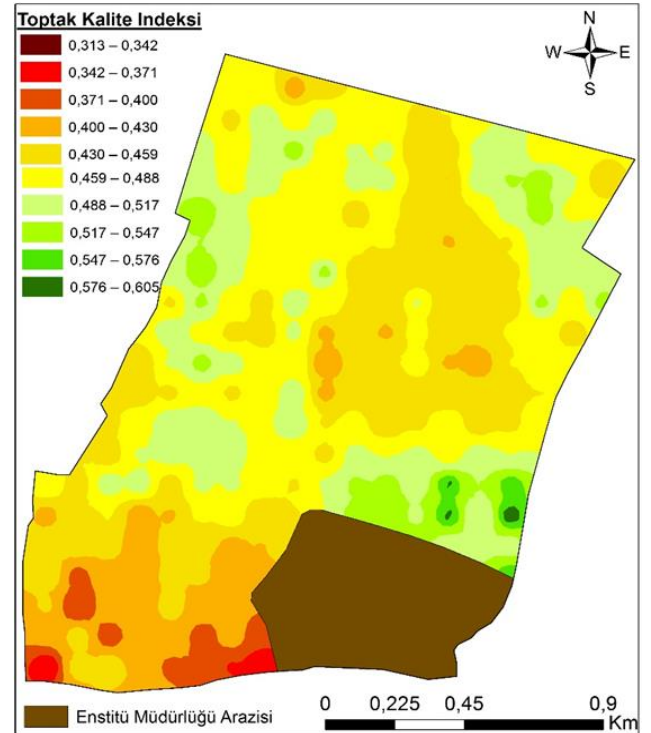 Toptak Kalite Indeksi
0,313 – 0,342
0,342 – 0,371
0,371 – 0,400
0,400 – 0,430
0,430 – 0,459
0,459 – 0,488
0,488 – 0,517
0,517 – 0,547
0,547 – 0,576
0,576 – 0,605
N
W E
S
Enstitü Müdürlüğü Arazisi
0 0,225 0,45 0,9
Km